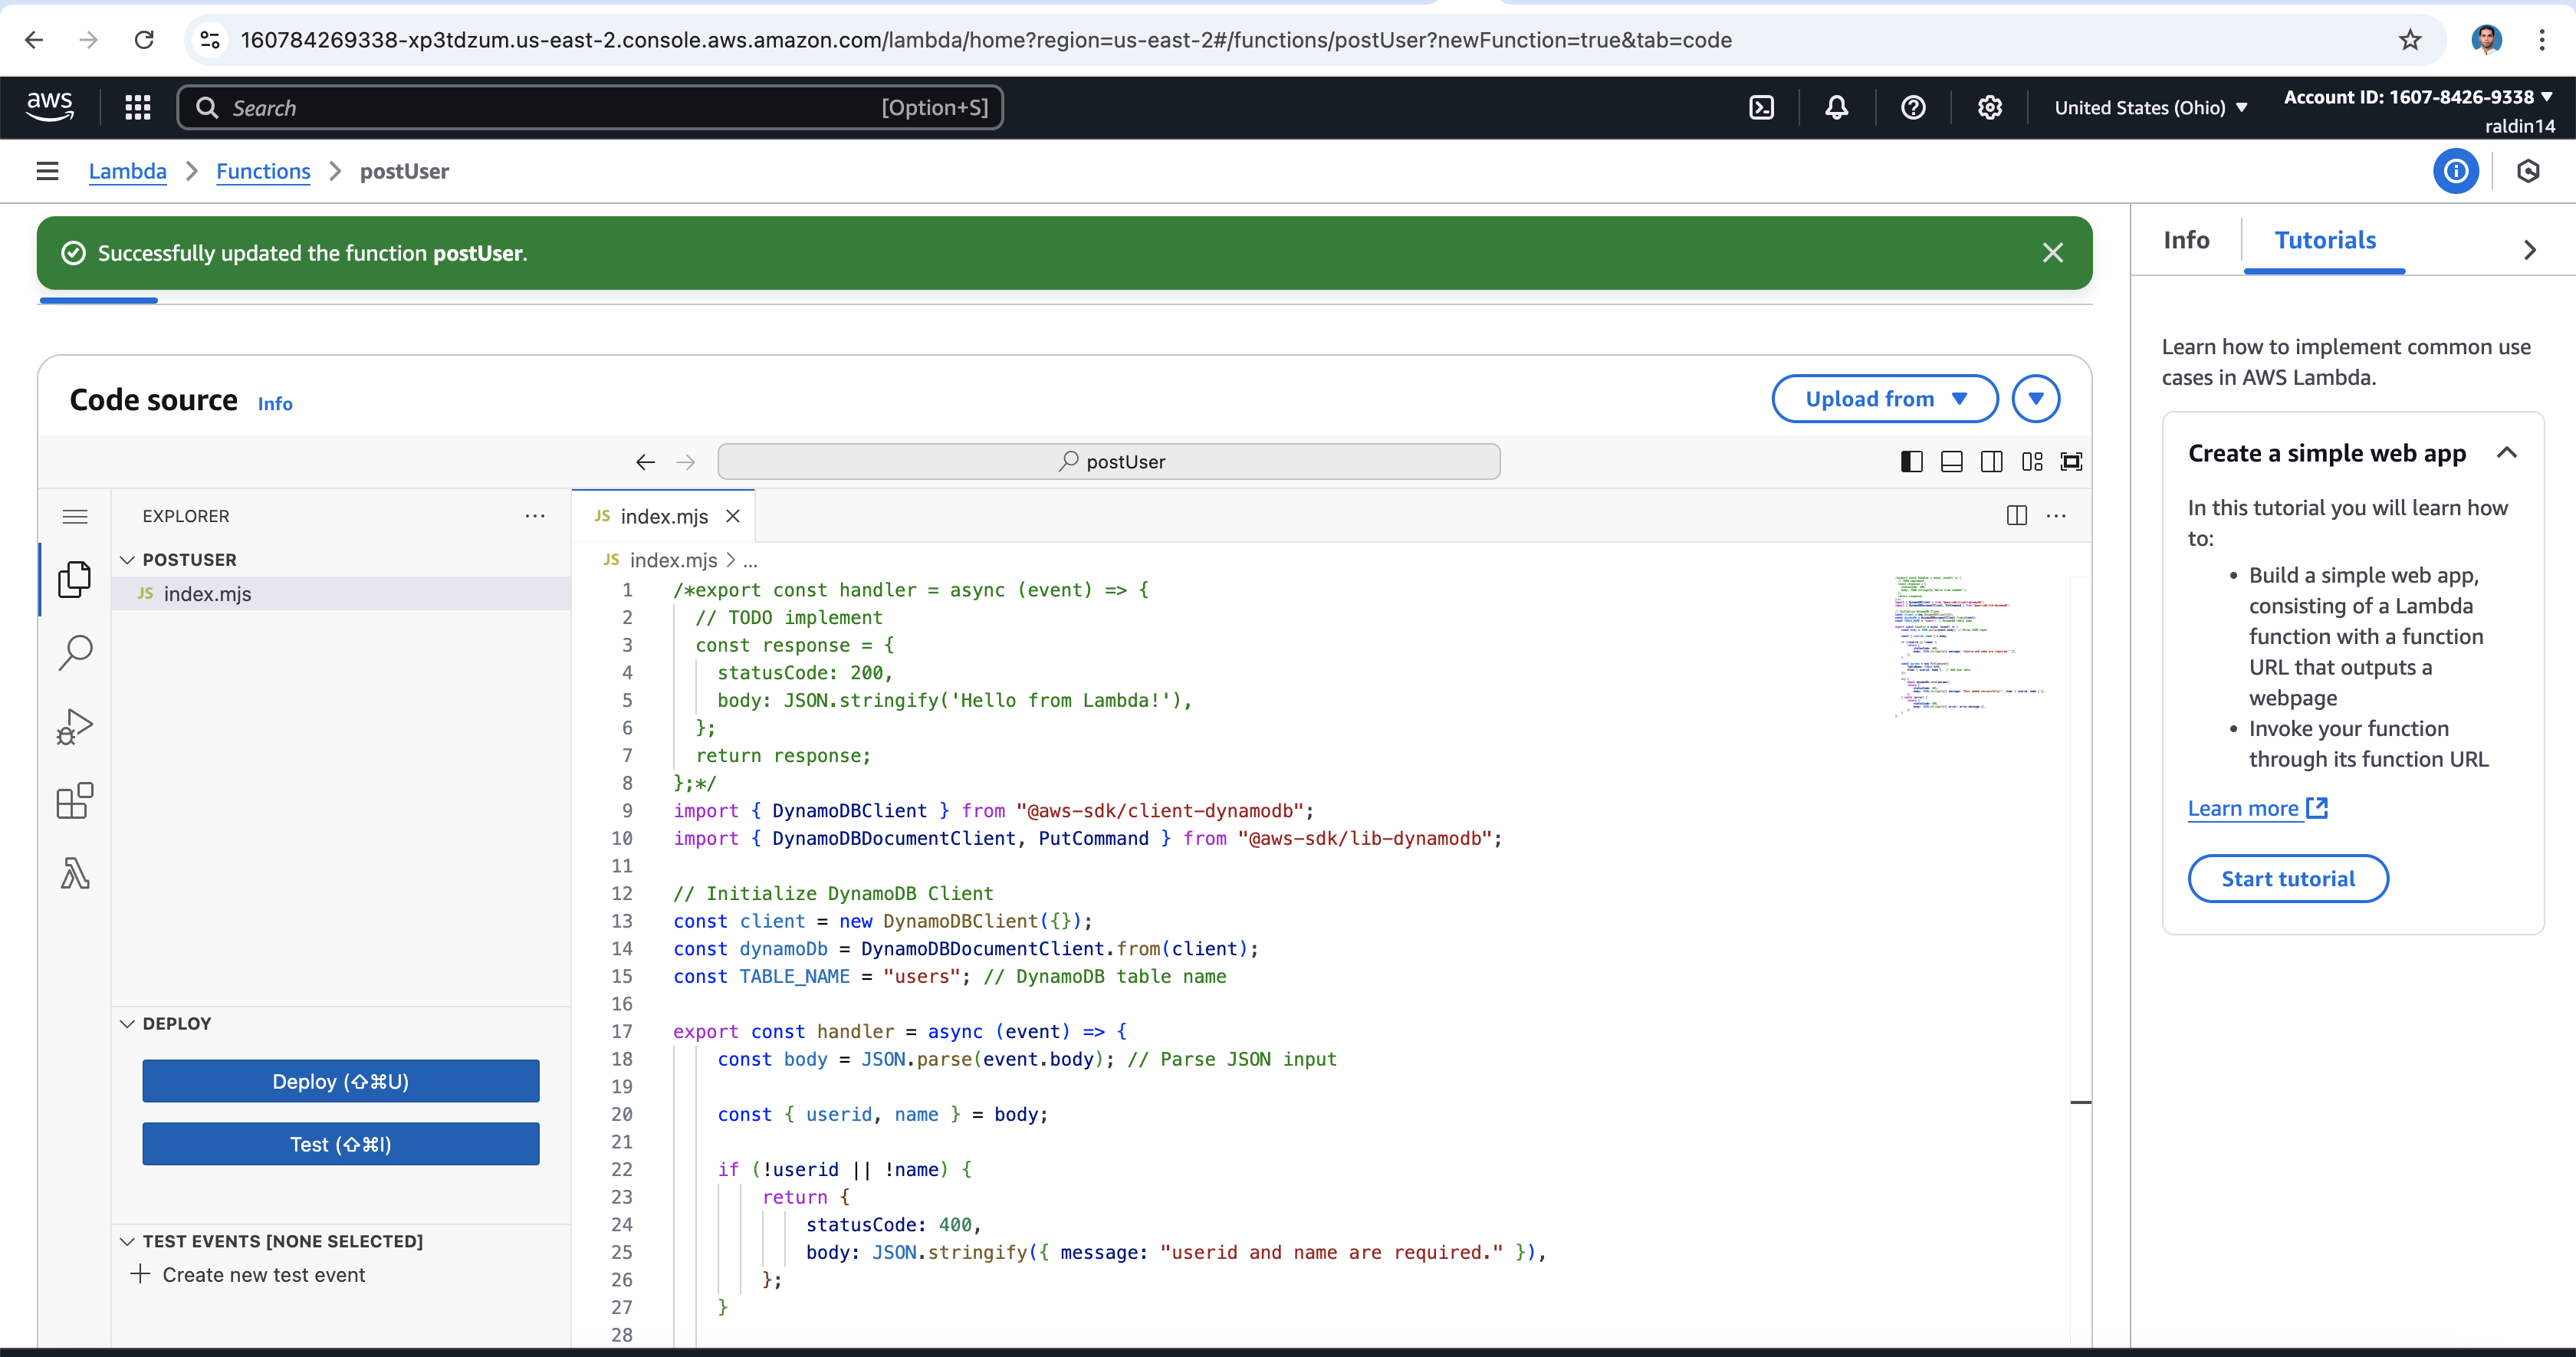 160784269338-xp3tdzum.us-east-2.console.aws.amazon.com/lambda/home?region=us-east-2#/functions/postUser?newFunction=true&tab=code
aws
Search
[Option+S]
United States (Ohio)
Account ID: 1607-8426-9338
raldin14
Lambda
Functions
postUser
Successfully updated the function postUser.
Code source Info
Upload from
postUser
EXPLORER
POSTUSER
JS index.mjs
DEPLOY
Deploy (⇧⌘U)
Test (⇧⌘I)
TEST EVENTS [NONE SELECTED]
Create new test event
JS index.mjs
JS index.mjs > ...
1 /*export const handler = async (event) => {
2 // TODO implement
3 const response = {
4 statusCode: 200,
5 body: JSON.stringify('Hello from Lambda!'),
6 };
7 return response;
8 };*/
9 import { DynamoDBClient } from "@aws-sdk/client-dynamodb";
10 import { DynamoDBDocumentClient, PutCommand } from "@aws-sdk/lib-dynamodb";
11
12 // Initialize DynamoDB Client
13 const client = new DynamoDBClient({});
14 const dynamoDb = DynamoDBDocumentClient.from(client);
15 const TABLE_NAME = "users"; // DynamoDB table name
16
17 export const handler = async (event) => {
18 const body = JSON.parse(event.body); // Parse JSON input
19
20 const { userid, name } = body;
21
22 if (!userid || !name) {
23 return {
24 statusCode: 400,
25 body: JSON.stringify({ message: "userid and name are required." }),
26 };
27 }
28
Info
Tutorials
Learn how to implement common use
cases in AWS Lambda.
Create a simple web app
In this tutorial you will learn how
to:
• Build a simple web app,
consisting of a Lambda
function with a function
URL that outputs a
webpage
• Invoke your function
through its function URL
Learn more
Start tutorial